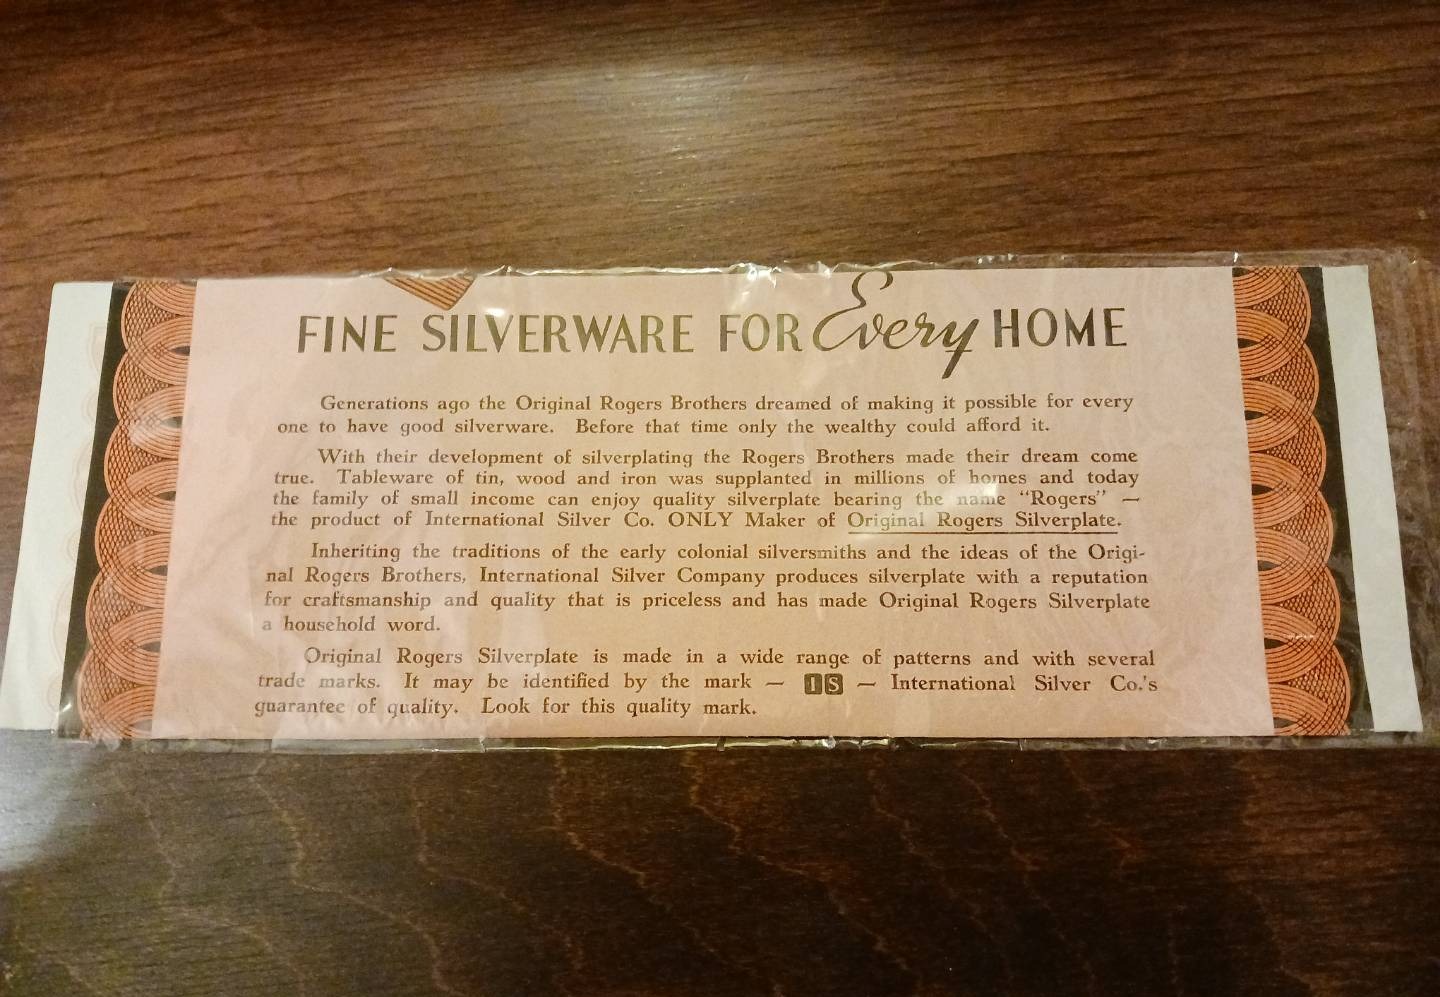 FINE SILVERWARE FOR Every HOME
Generations ago the Original Rogers Brothers dreamed of making it possible for every
one to have good silverware. Before that time only the wealthy could afford it.
With their development of silverplating the Rogers Brothers made their dream come
true. Tableware of tin, wood and iron was supplanted in millions of homes and today
the family of small income can enjoy quality silverplate bearing the name “Rogers” —
the product of International Silver Co. ONLY Maker of Original Rogers Silverplate.
Inheriting the traditions of the early colonial silversmiths and the ideas of the Origi-
nal Rogers Brothers, International Silver Company produces silverplate with a reputation
for craftsmanship and quality that is priceless and has made Original Rogers Silverplate
a household word.
Original Rogers Silverplate is made in a wide range of patterns and with several
trade marks. It may be identified by the mark — IS — International Silver Co.'s
guarantee of quality. Look for this quality mark.